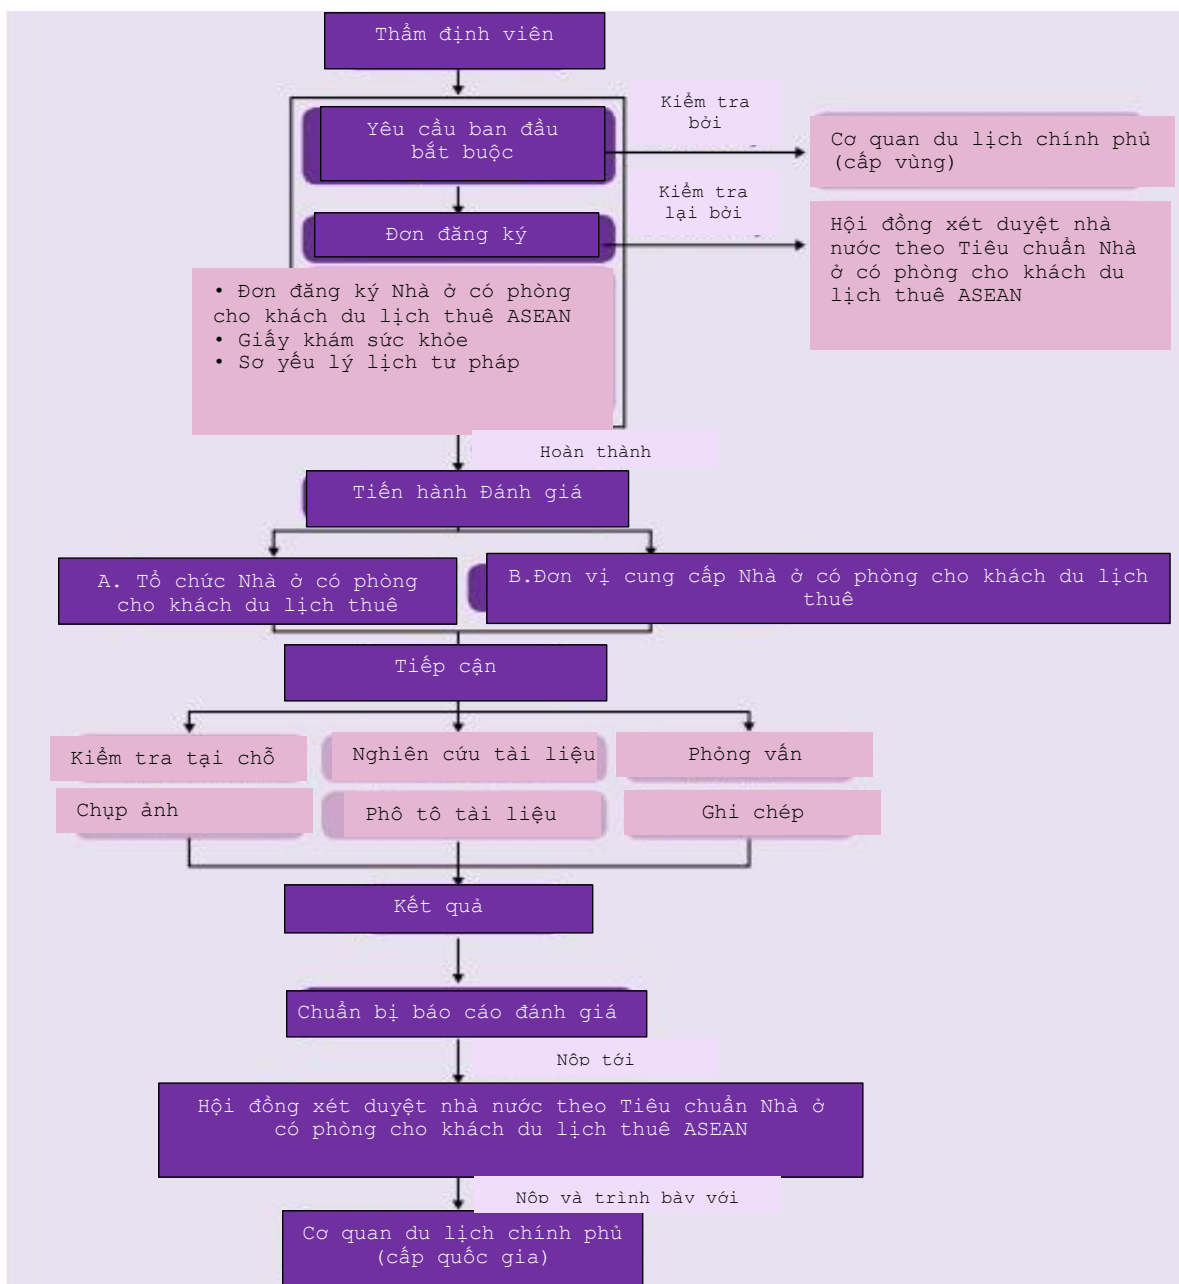 Thẩm định viên
Kiểm tra
bởi
Yêu cầu ban đầu
bắt buộc
Cơ quan du lịch chính phủ
(cấp vùng)
Kiểm tra
lại bởi
Đơn đăng ký
Hội đồng xét duyệt nhà
nước theo Tiêu chuẩn Nhà
ở có phòng cho khách du
lịch thuê ASEAN
• Đơn đăng ký Nhà ở có phòng
cho khách du lịch thuê ASEAN
• Giấy khám sức khỏe
• Sơ yếu lý lịch tư pháp
Hoàn thành
Tiến hành Đánh giá
A. Tổ chức Nhà ở có phòng
cho khách du lịch thuê
B.Đơn vị cung cấp Nhà ở có phòng cho khách du lịch
thuê
Tiếp cận
Kiểm tra tại chỗ
Nghiên cứu tài liệu
Phỏng vấn
Chụp ảnh
Phô tô tài liệu
Ghi chép
Kết quả
Chuẩn bị báo cáo đánh giá
Nộp tới
Hội đồng xét duyệt nhà nước theo Tiêu chuẩn Nhà ở
có phòng cho khách du lịch thuê ASEAN
Nộp và trình bày với
Cơ quan du lịch chính phủ
(cấp quốc gia)